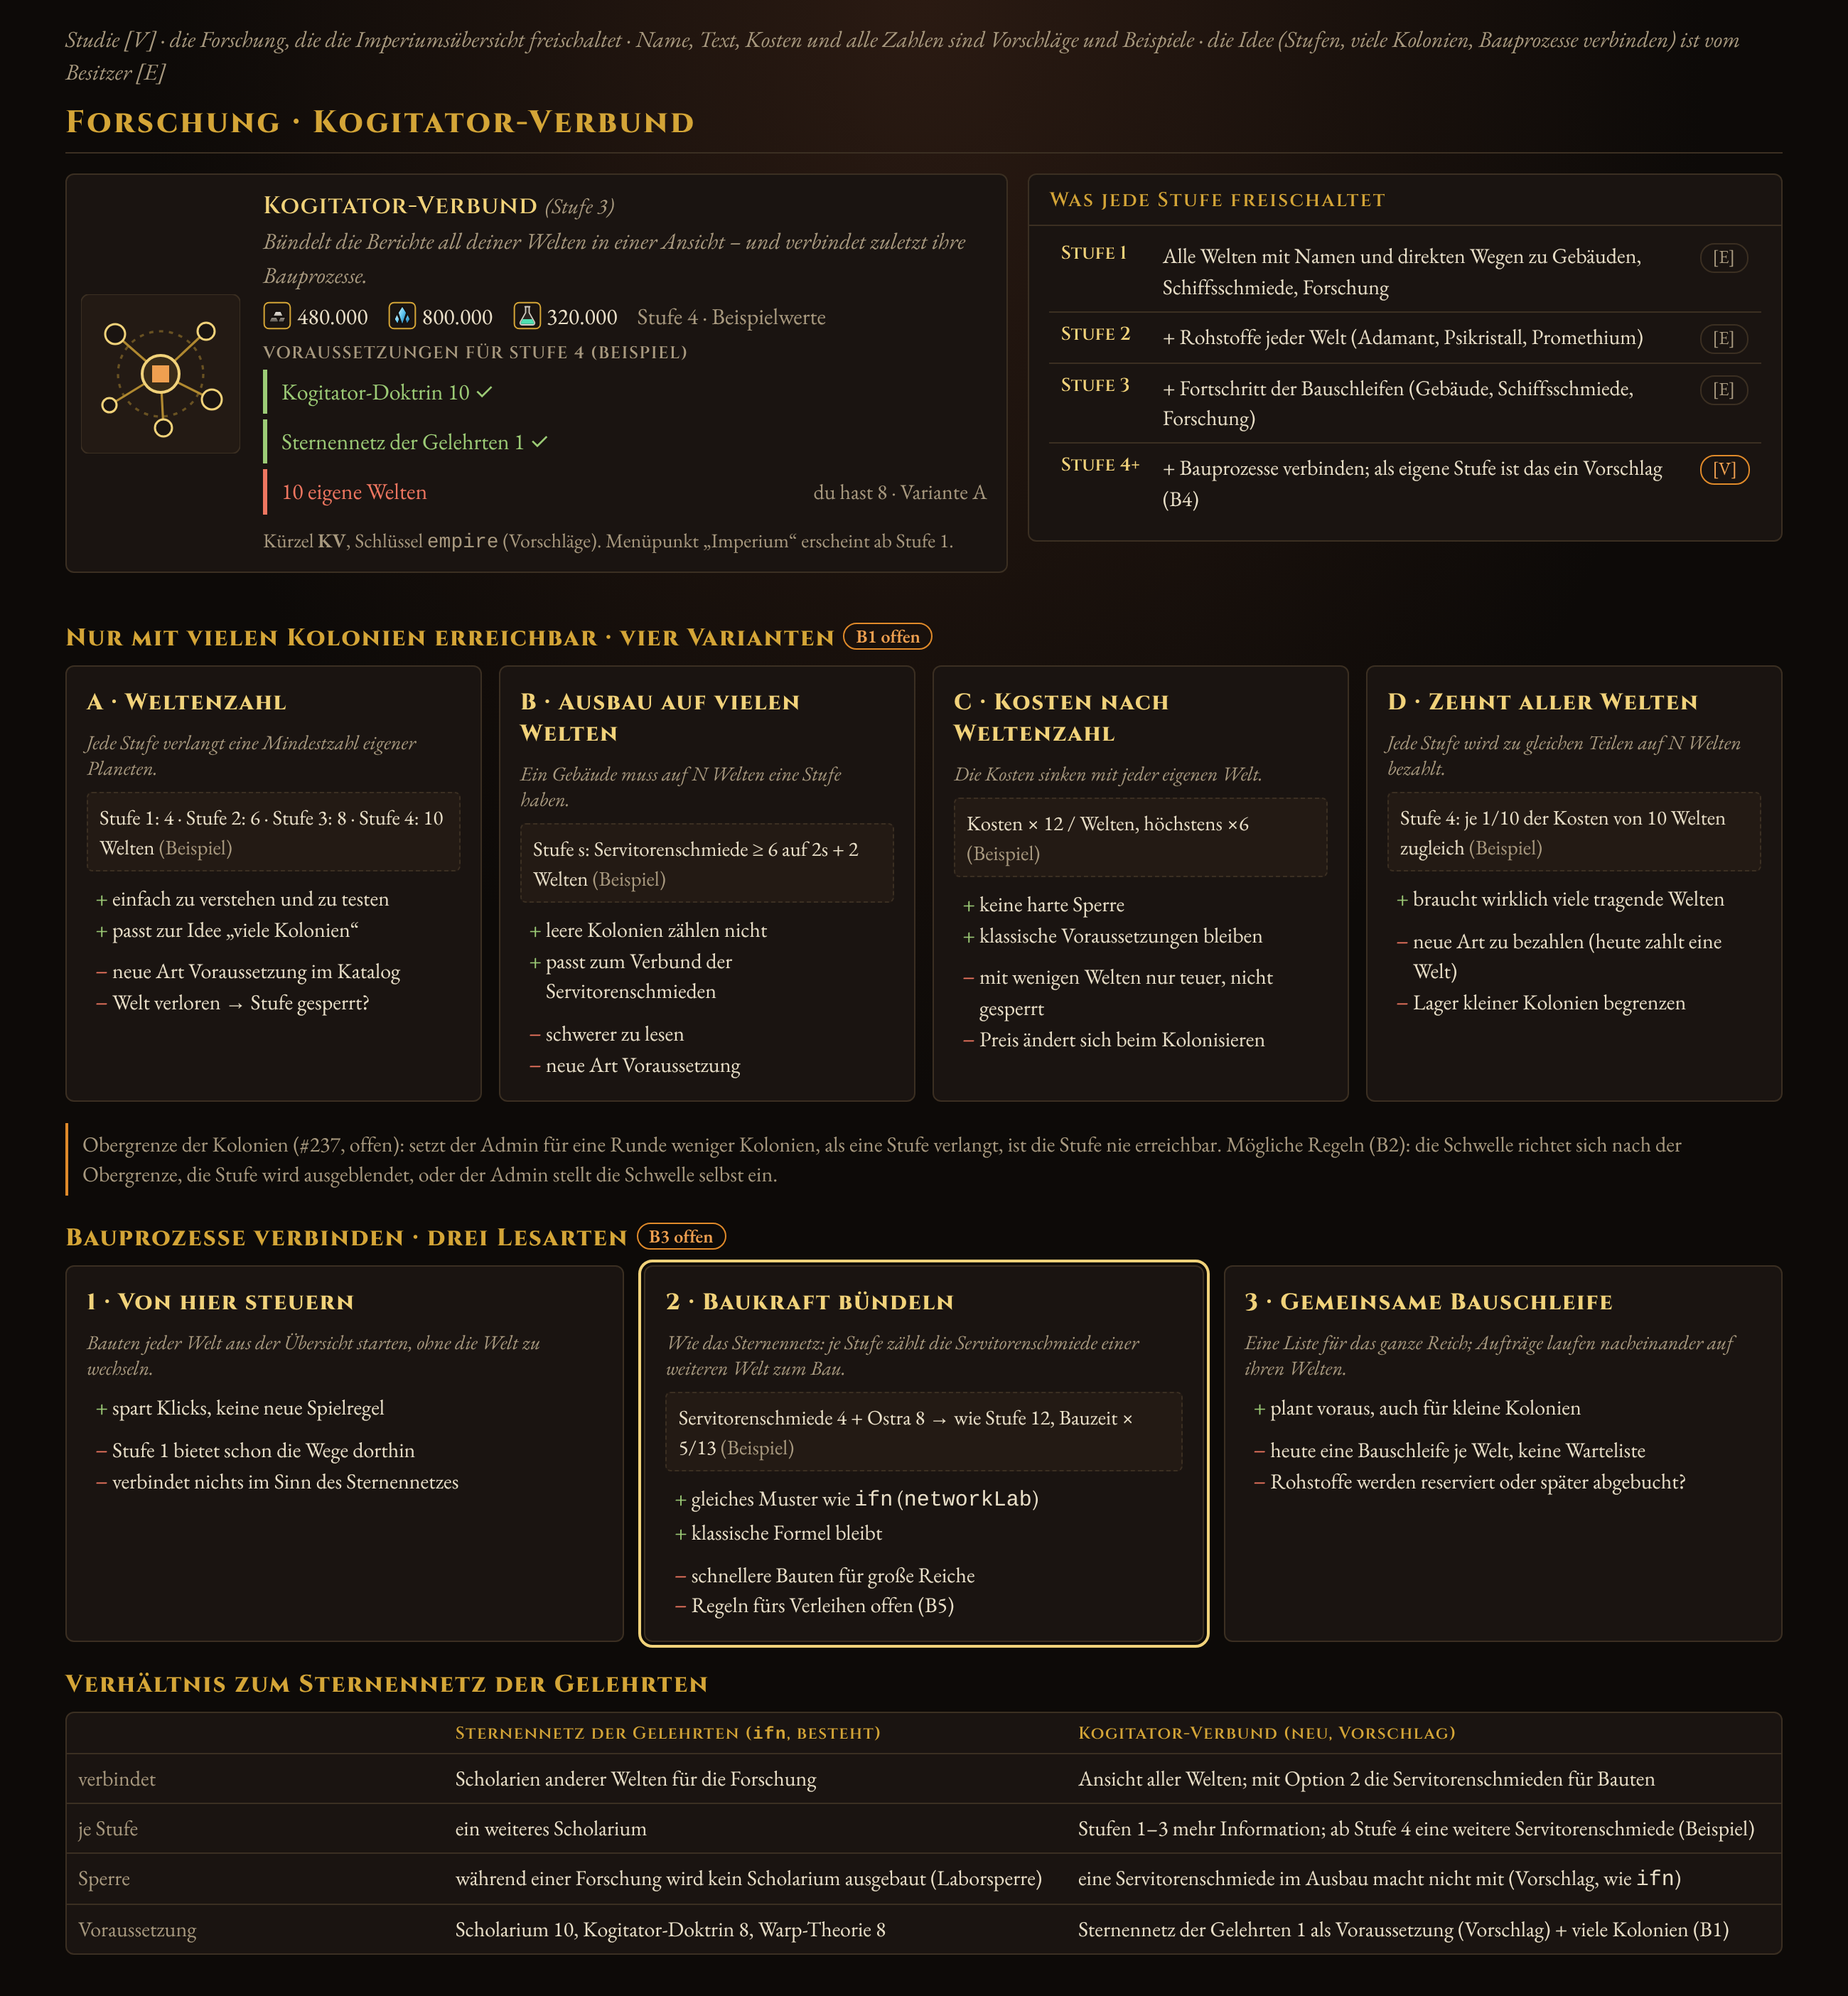 Studie [V] · die Forschung, die die Imperiumsübersicht freischaltet · Name, Text, Kosten und alle Zahlen sind Vorschläge und Beispiele · die Idee (Stufen, viele Kolonien, Bauprozesse verbinden) ist vom
Besitzer [E]
Forschung · Kogitator-Verbund
Kogitator-Verbund (Stufe 3)
Bündelt die Berichte all deiner Welten in einer Ansicht – und verbindet zuletzt ihre
Bauprozesse.
480.000 800.000 320.000 Stufe 4 · Beispielwerte
VORAUSSETZUNGEN FÜR STUFE 4 (BEISPIEL)
Kogitator-Doktrin 10 ✓
Sternennetz der Gelehrten 1 ✓
10 eigene Welten du hast 8 · Variante A
Kürzel KV, Schlüssel empire (Vorschläge). Menüpunkt „Imperium“ erscheint ab Stufe 1.
Was jede Stufe freischaltet
Stufe 1 Alle Welten mit Namen und direkten Wegen zu Gebäuden, [E]
Schiffsschmiede, Forschung
Stufe 2 + Rohstoffe jeder Welt (Adamant, Psikristall, Promethium) [E]
Stufe 3 + Fortschritt der Bauschleifen (Gebäude, Schiffsschmiede, [E]
Forschung)
Stufe 4+ + Bauprozesse verbinden; als eigene Stufe ist das ein Vorschlag [V]
(B4)
Nur mit vielen Kolonien erreichbar · vier Varianten B1 offen
A · Weltenzahl
Jede Stufe verlangt eine Mindestzahl eigener
Planeten.
Stufe 1: 4 · Stufe 2: 6 · Stufe 3: 8 · Stufe 4: 10
Welten (Beispiel)
+ einfach zu verstehen und zu testen
+ passt zur Idee „viele Kolonien“
– neue Art Voraussetzung im Katalog
– Welt verloren → Stufe gesperrt?
B · Ausbau auf vielen
Welten
Ein Gebäude muss auf N Welten eine Stufe
haben.
Stufe s: Servitorenschmiede ≥ 6 auf 2s + 2
Welten (Beispiel)
+ leere Kolonien zählen nicht
+ passt zum Verbund der
Servitorenschmieden
– schwerer zu lesen
– neue Art Voraussetzung
C · Kosten nach
Weltenzahl
Die Kosten sinken mit jeder eigenen Welt.
Kosten × 12 / Welten, höchstens ×6
(Beispiel)
+ keine harte Sperre
+ klassische Voraussetzungen bleiben
– mit wenigen Welten nur teuer, nicht
gesperrt
– Preis ändert sich beim Kolonisieren
D · Zehnt aller Welten
Jede Stufe wird zu gleichen Teilen auf N Welten
bezahlt.
Stufe 4: je 1/10 der Kosten von 10 Welten
zugleich (Beispiel)
+ braucht wirklich viele tragende Welten
– neue Art zu bezahlen (heute zahlt eine
Welt)
– Lager kleiner Kolonien begrenzen
Obergrenze der Kolonien (#237, offen): setzt der Admin für eine Runde weniger Kolonien, als eine Stufe verlangt, ist die Stufe nie erreichbar. Mögliche Regeln (B2): die Schwelle richtet sich nach der
Obergrenze, die Stufe wird ausgeblendet, oder der Admin stellt die Schwelle selbst ein.
Bauprozesse verbinden · drei Lesarten B3 offen
1 · Von hier steuern
Bauten jeder Welt aus der Übersicht starten, ohne die Welt zu
wechseln.
+ spart Klicks, keine neue Spielregel
– Stufe 1 bietet schon die Wege dorthin
– verbindet nichts im Sinn des Sternennetzes
2 · Baukraft bündeln
Wie das Sternennetz: je Stufe zählt die Servitorenschmiede einer
weiteren Welt zum Bau.
Servitorenschmiede 4 + Ostra 8 → wie Stufe 12, Bauzeit ×
5/13 (Beispiel)
+ gleiches Muster wie ifn (networkLab)
+ klassische Formel bleibt
– schnellere Bauten für große Reiche
– Regeln fürs Verleihen offen (B5)
3 · Gemeinsame Bauschleife
Eine Liste für das ganze Reich; Aufträge laufen nacheinander auf
ihren Welten.
+ plant voraus, auch für kleine Kolonien
– heute eine Bauschleife je Welt, keine Warteliste
– Rohstoffe werden reserviert oder später abgebucht?
Verhältnis zum Sternennetz der Gelehrten
Sternennetz der Gelehrten (ifn, besteht) Kogitator-Verbund (neu, Vorschlag)
verbindet Scholarien anderer Welten für die Forschung Ansicht aller Welten; mit Option 2 die Servitorenschmieden für Bauten
je Stufe ein weiteres Scholarium Stufen 1–3 mehr Information; ab Stufe 4 eine weitere Servitorenschmiede (Beispiel)
Sperre während einer Forschung wird kein Scholarium ausgebaut (Laborsperre) eine Servitorenschmiede im Ausbau macht nicht mit (Vorschlag, wie ifn)
Voraussetzung Scholarium 10, Kogitator-Doktrin 8, Warp-Theorie 8 Sternennetz der Gelehrten 1 als Voraussetzung (Vorschlag) + viele Kolonien (B1)